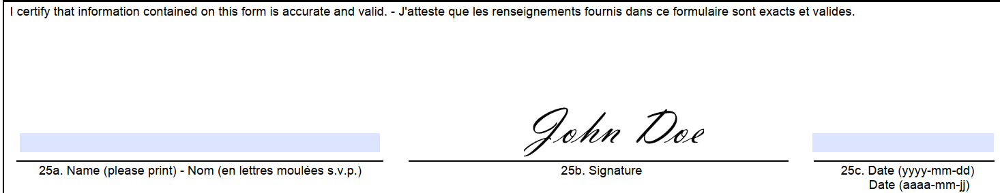 I certify that information contained on this form is accurate and valid. - J'atteste que les renseignements fournis dans ce formulaire sont exacts et valides.
John Doe
25a. Name (please print) - Nom (en lettres moulées s.v.p.)
25b. Signature
25c. Date (yyyy-mm-dd)
Date (aaaa-mm-jj)